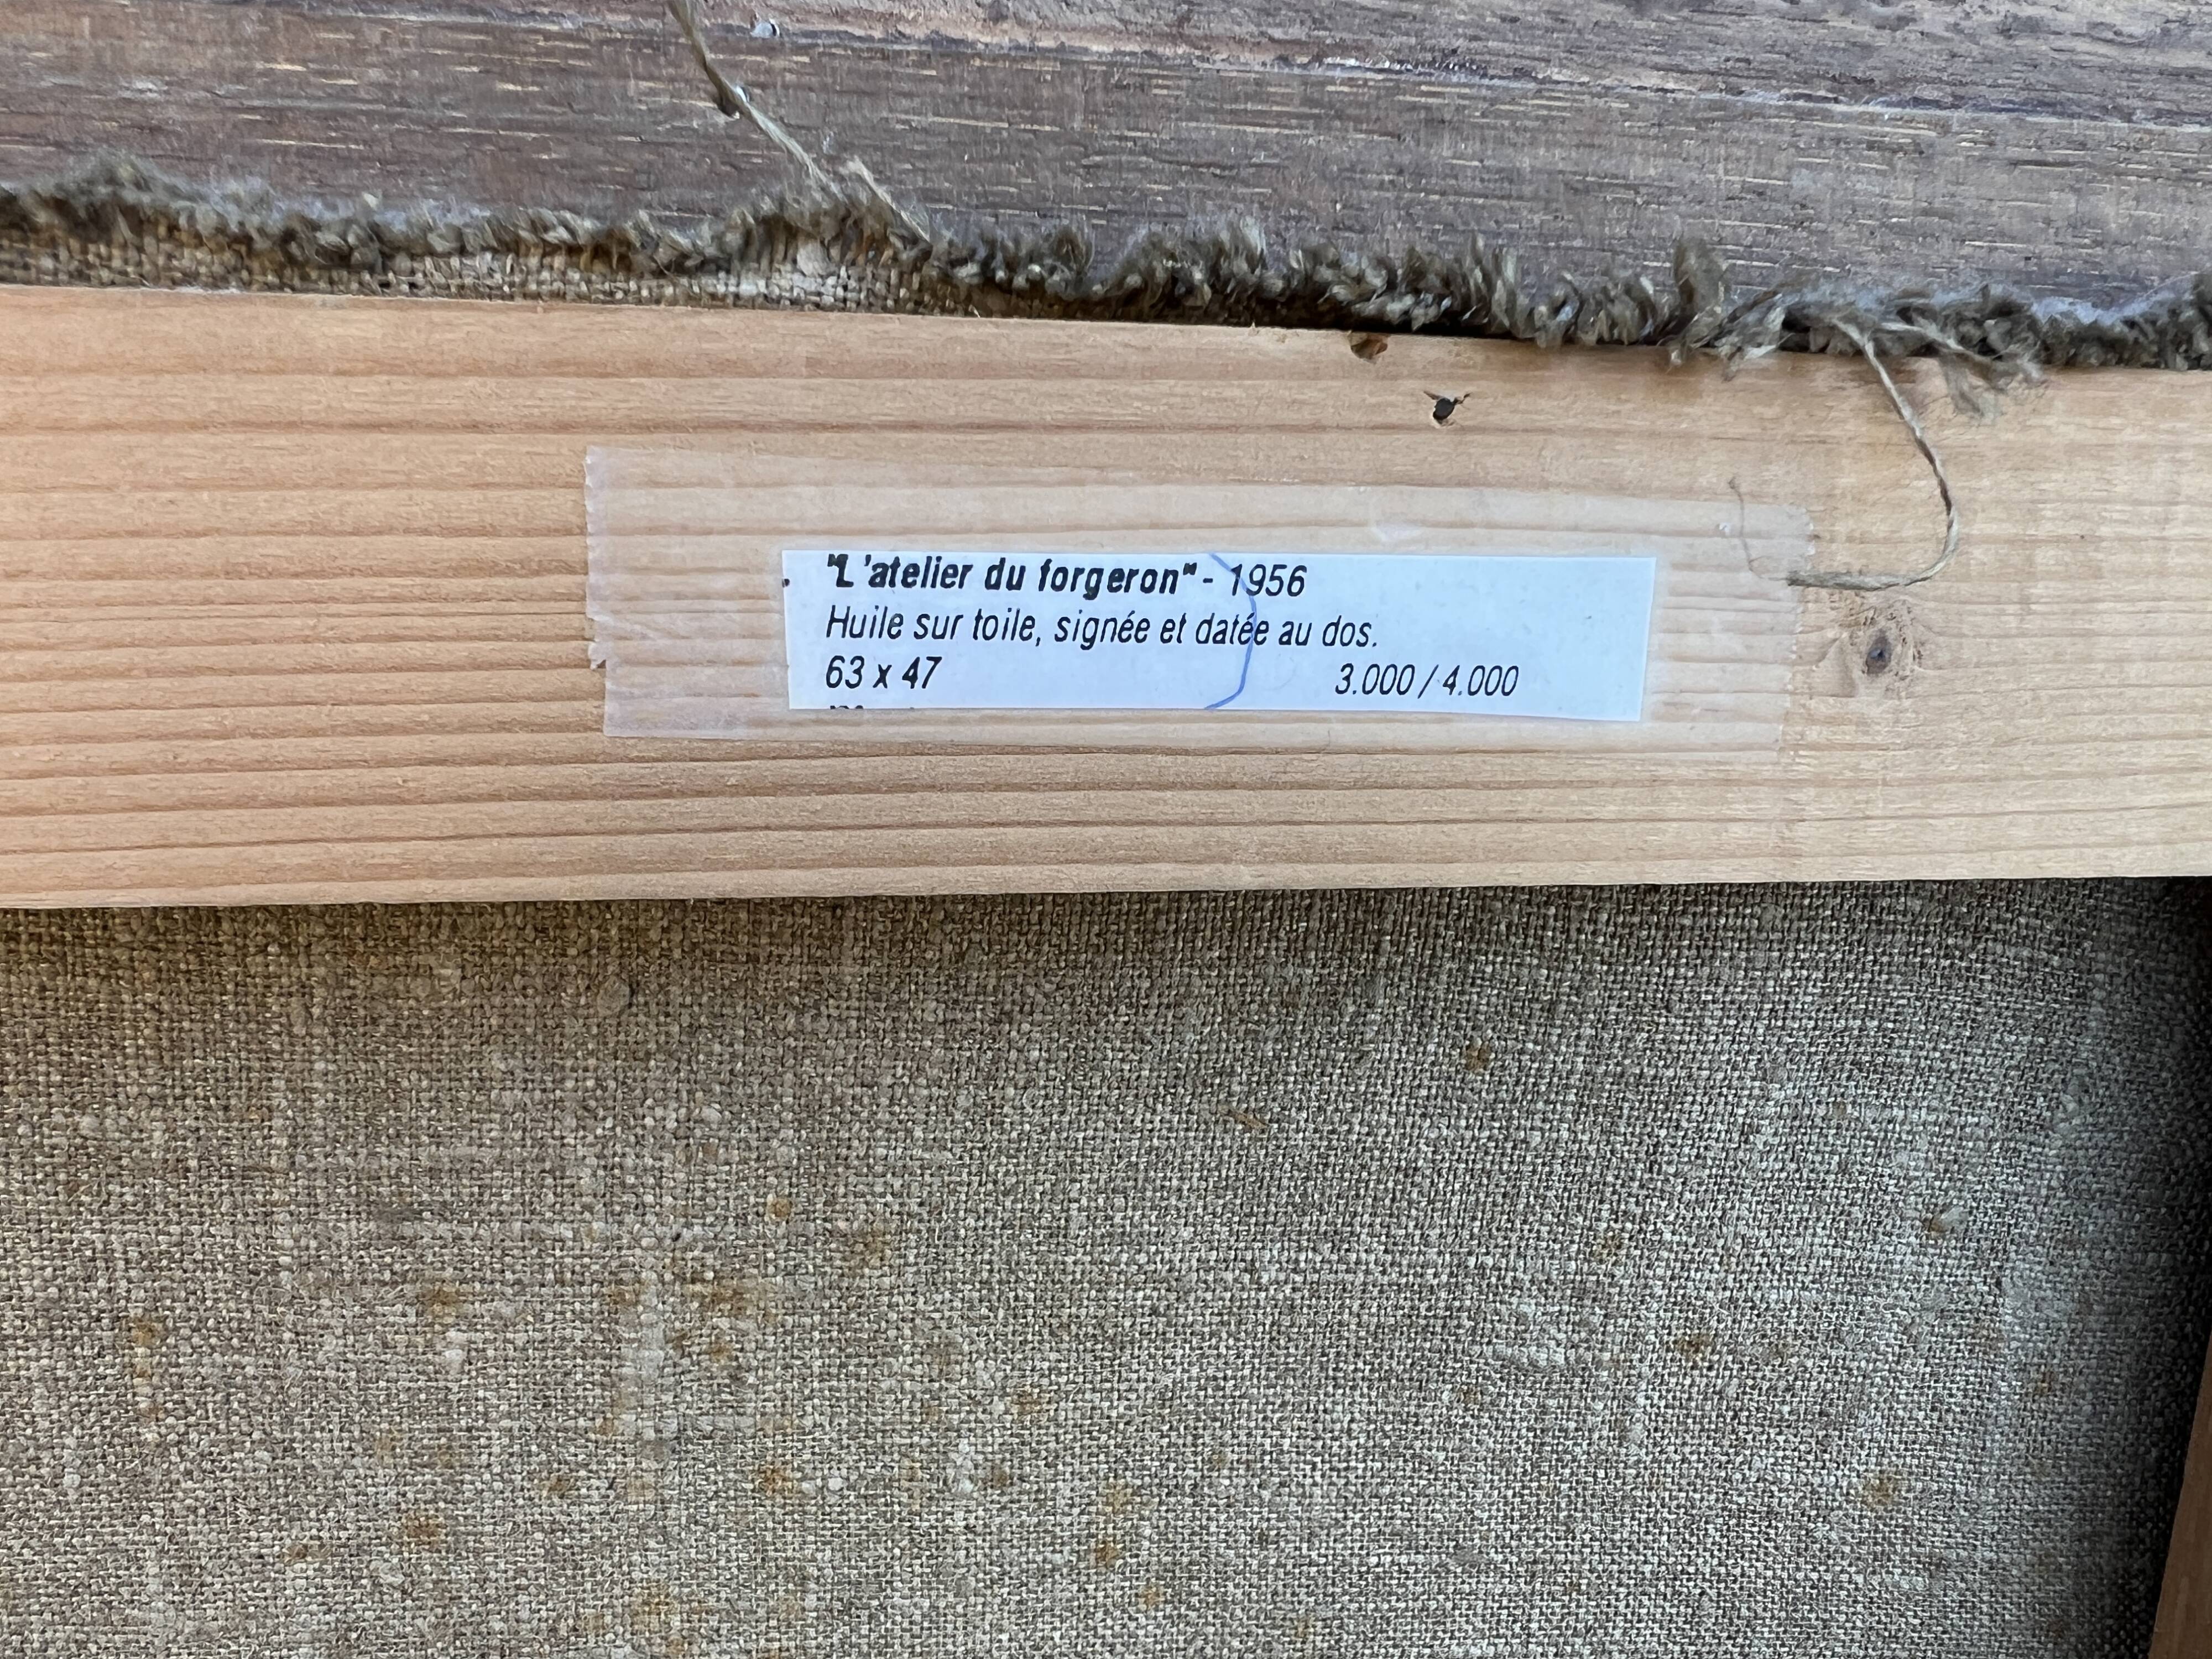 "L'atelier du forgeron" - 1956
Huile sur toile, signée et datée au dos.
63 x 47 3.000 / 4.000